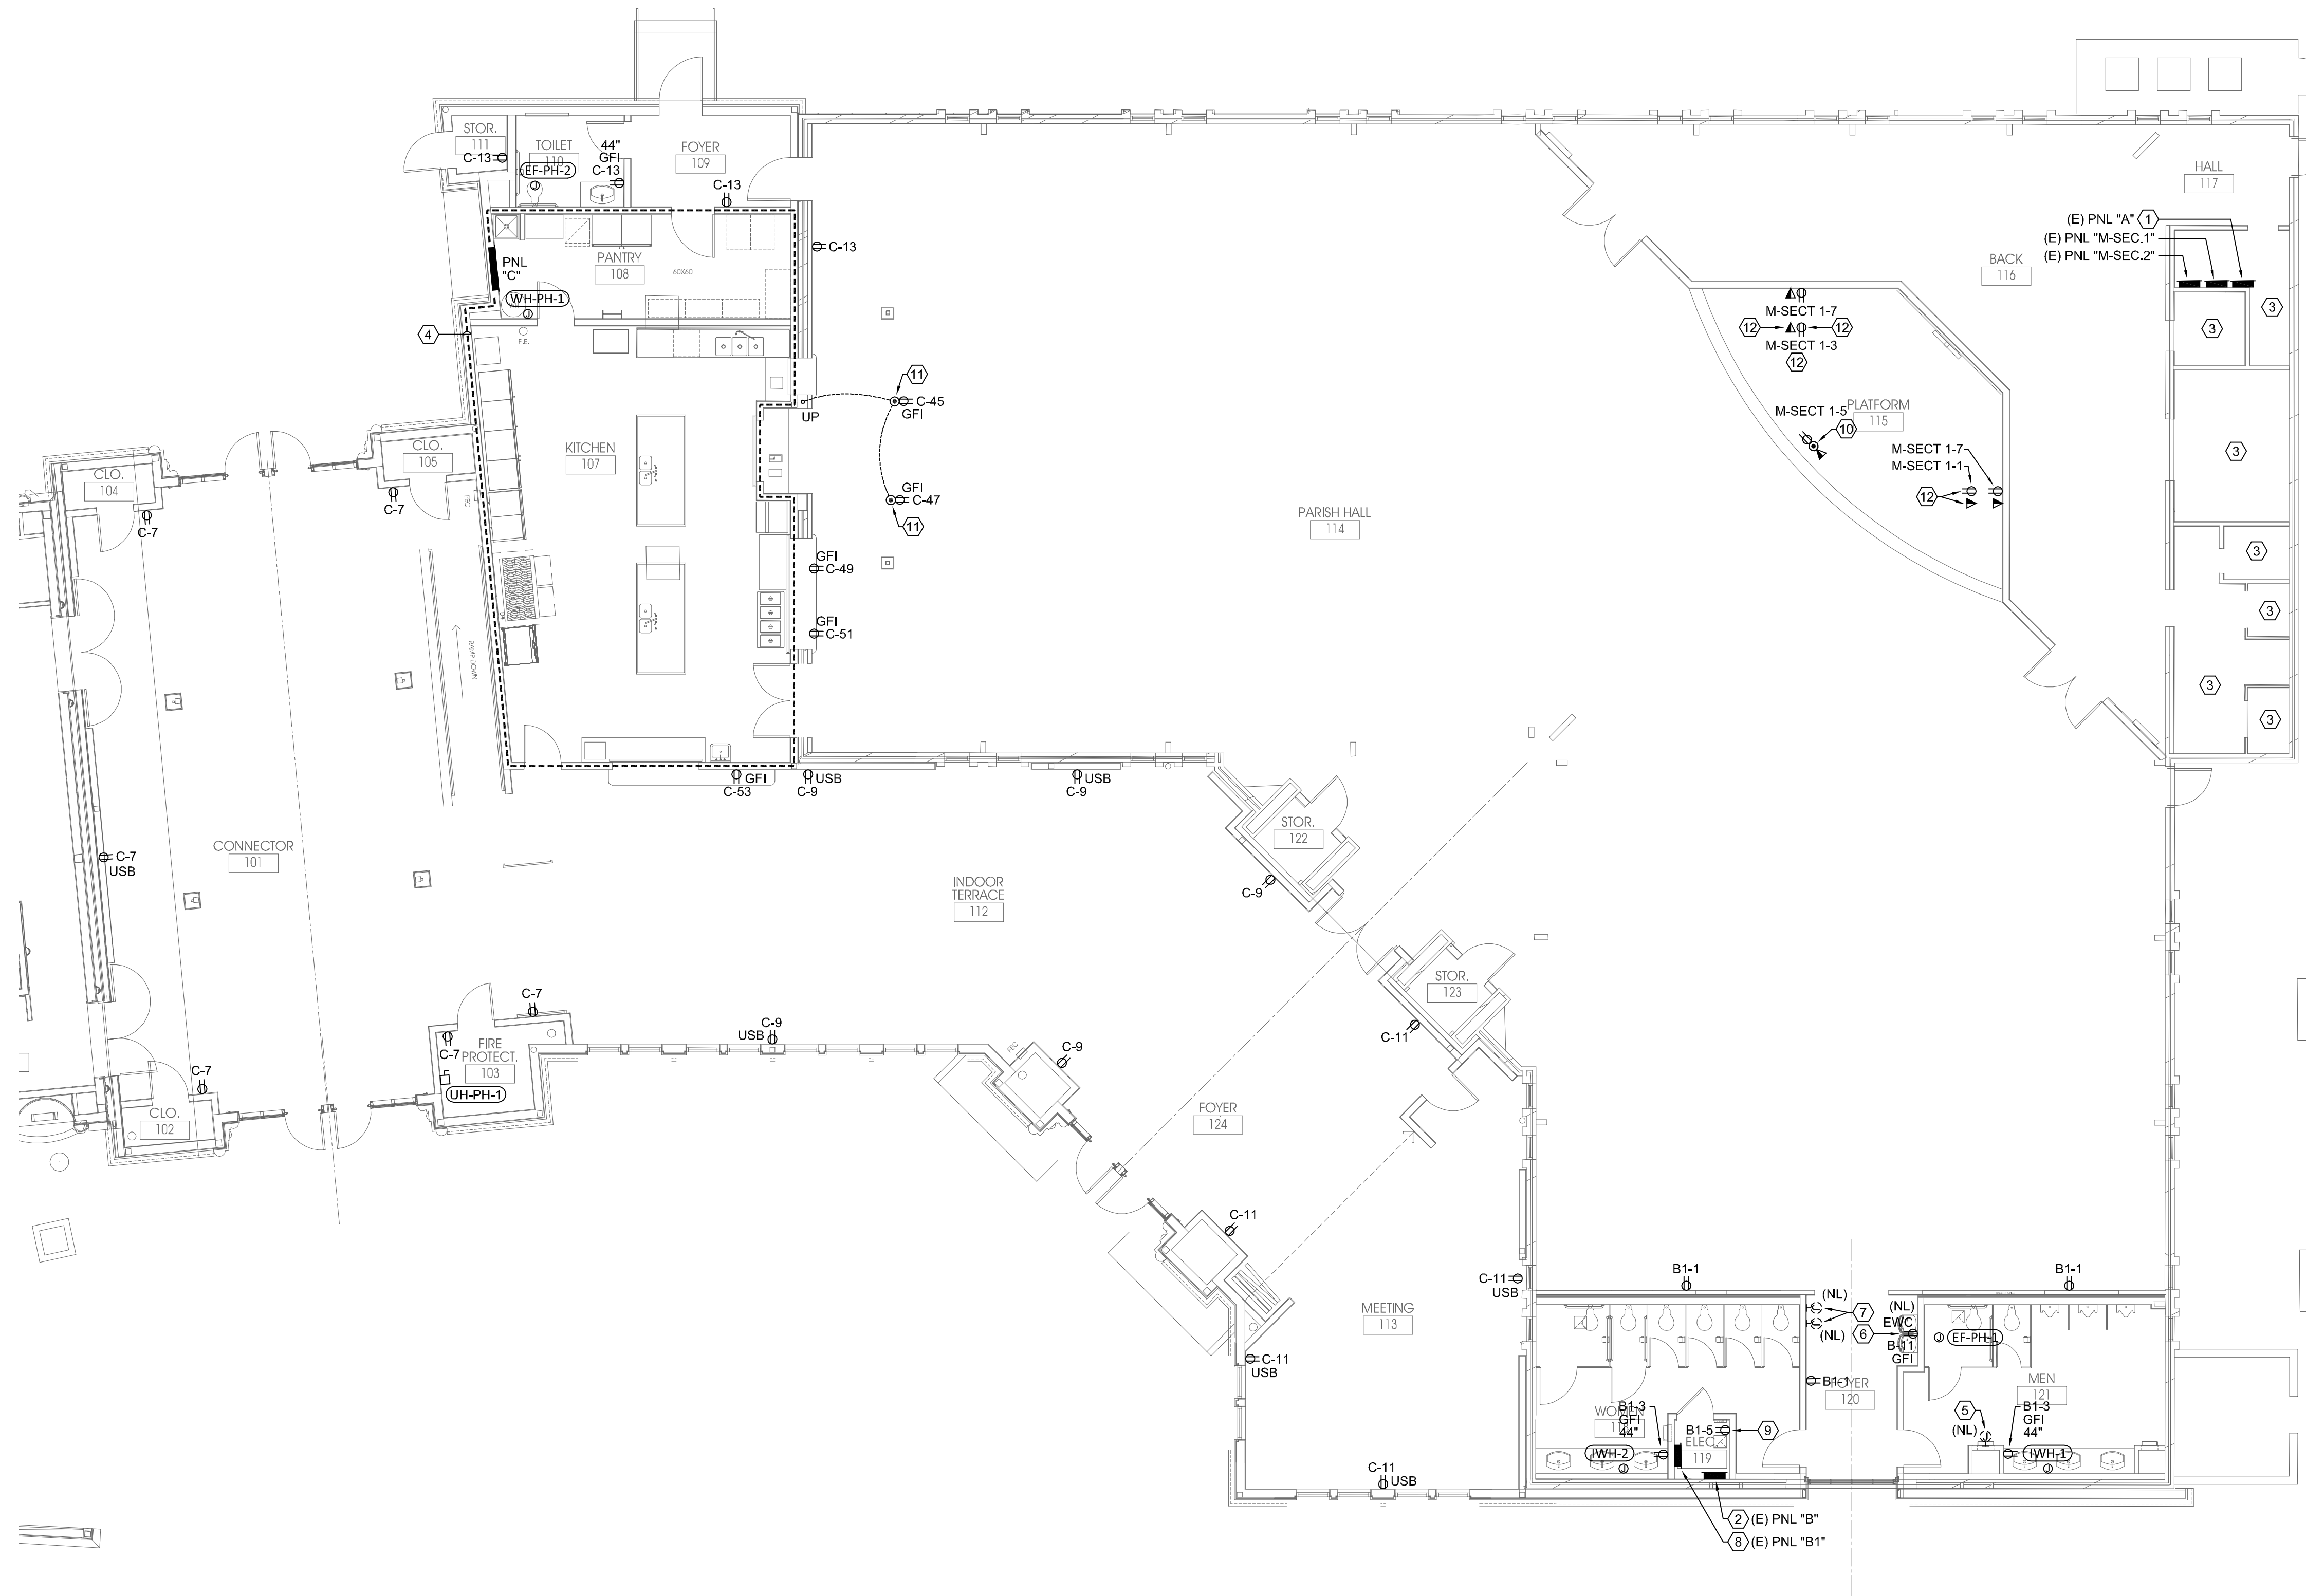 STOR.
111
C-13
TOILET
110
EF-PH-2
J
44"
GFI
C-13
FOYER
109
C-13
C-13
PNL
"C"
PANTRY
108
60X60
WH-PH-1
J
4
F.E.
UP
11
C-45
GFI
GFI
C-47
11
KITCHEN
107
GFI
C-49
GFI
C-51
HALL
117
(E) PNL "A"
1
(E) PNL "M-SEC.1"
(E) PNL "M-SEC.2"
BACK
116
3
3
3
3
3
3
3
M-SECT 1-7
12
12
M-SECT 1-3
12
M-SECT 1-5
PLATFORM
115
10
M-SECT 1-7
M-SECT 1-1
12
PARISH HALL
114
CLO.
104
C-7
CLO.
105
C-7
FEC
RAMP DOWN
CONNECTOR
101
C-7
USB
GFI
C-53
USB
C-9
USB
C-9
STOR.
122
C-9
INDOOR
TERRACE
112
STOR.
123
C-11
C-7
C-7
FIRE
PROTECT.
103
UH-PH-1
C-7
CLO.
102
C-9
USB
FEC
C-9
FOYER
124
C-11
C-11
USB
MEETING
113
C-11
USB
C-11
USB
B1-1
B1-1
(NL)
7
(NL)
(NL)
EWC
6
B-11
GFI
J
EF-PH-1
B1-1
FOYER
120
MEN
121
B1-3
GFI
44"
5
(NL)
IWH-1
J
WOMEN
B1-3
GFI
44"
IWH-2
J
B1-5
9
ELEC.
119
2
(E) PNL "B"
8
(E) PNL "B1"